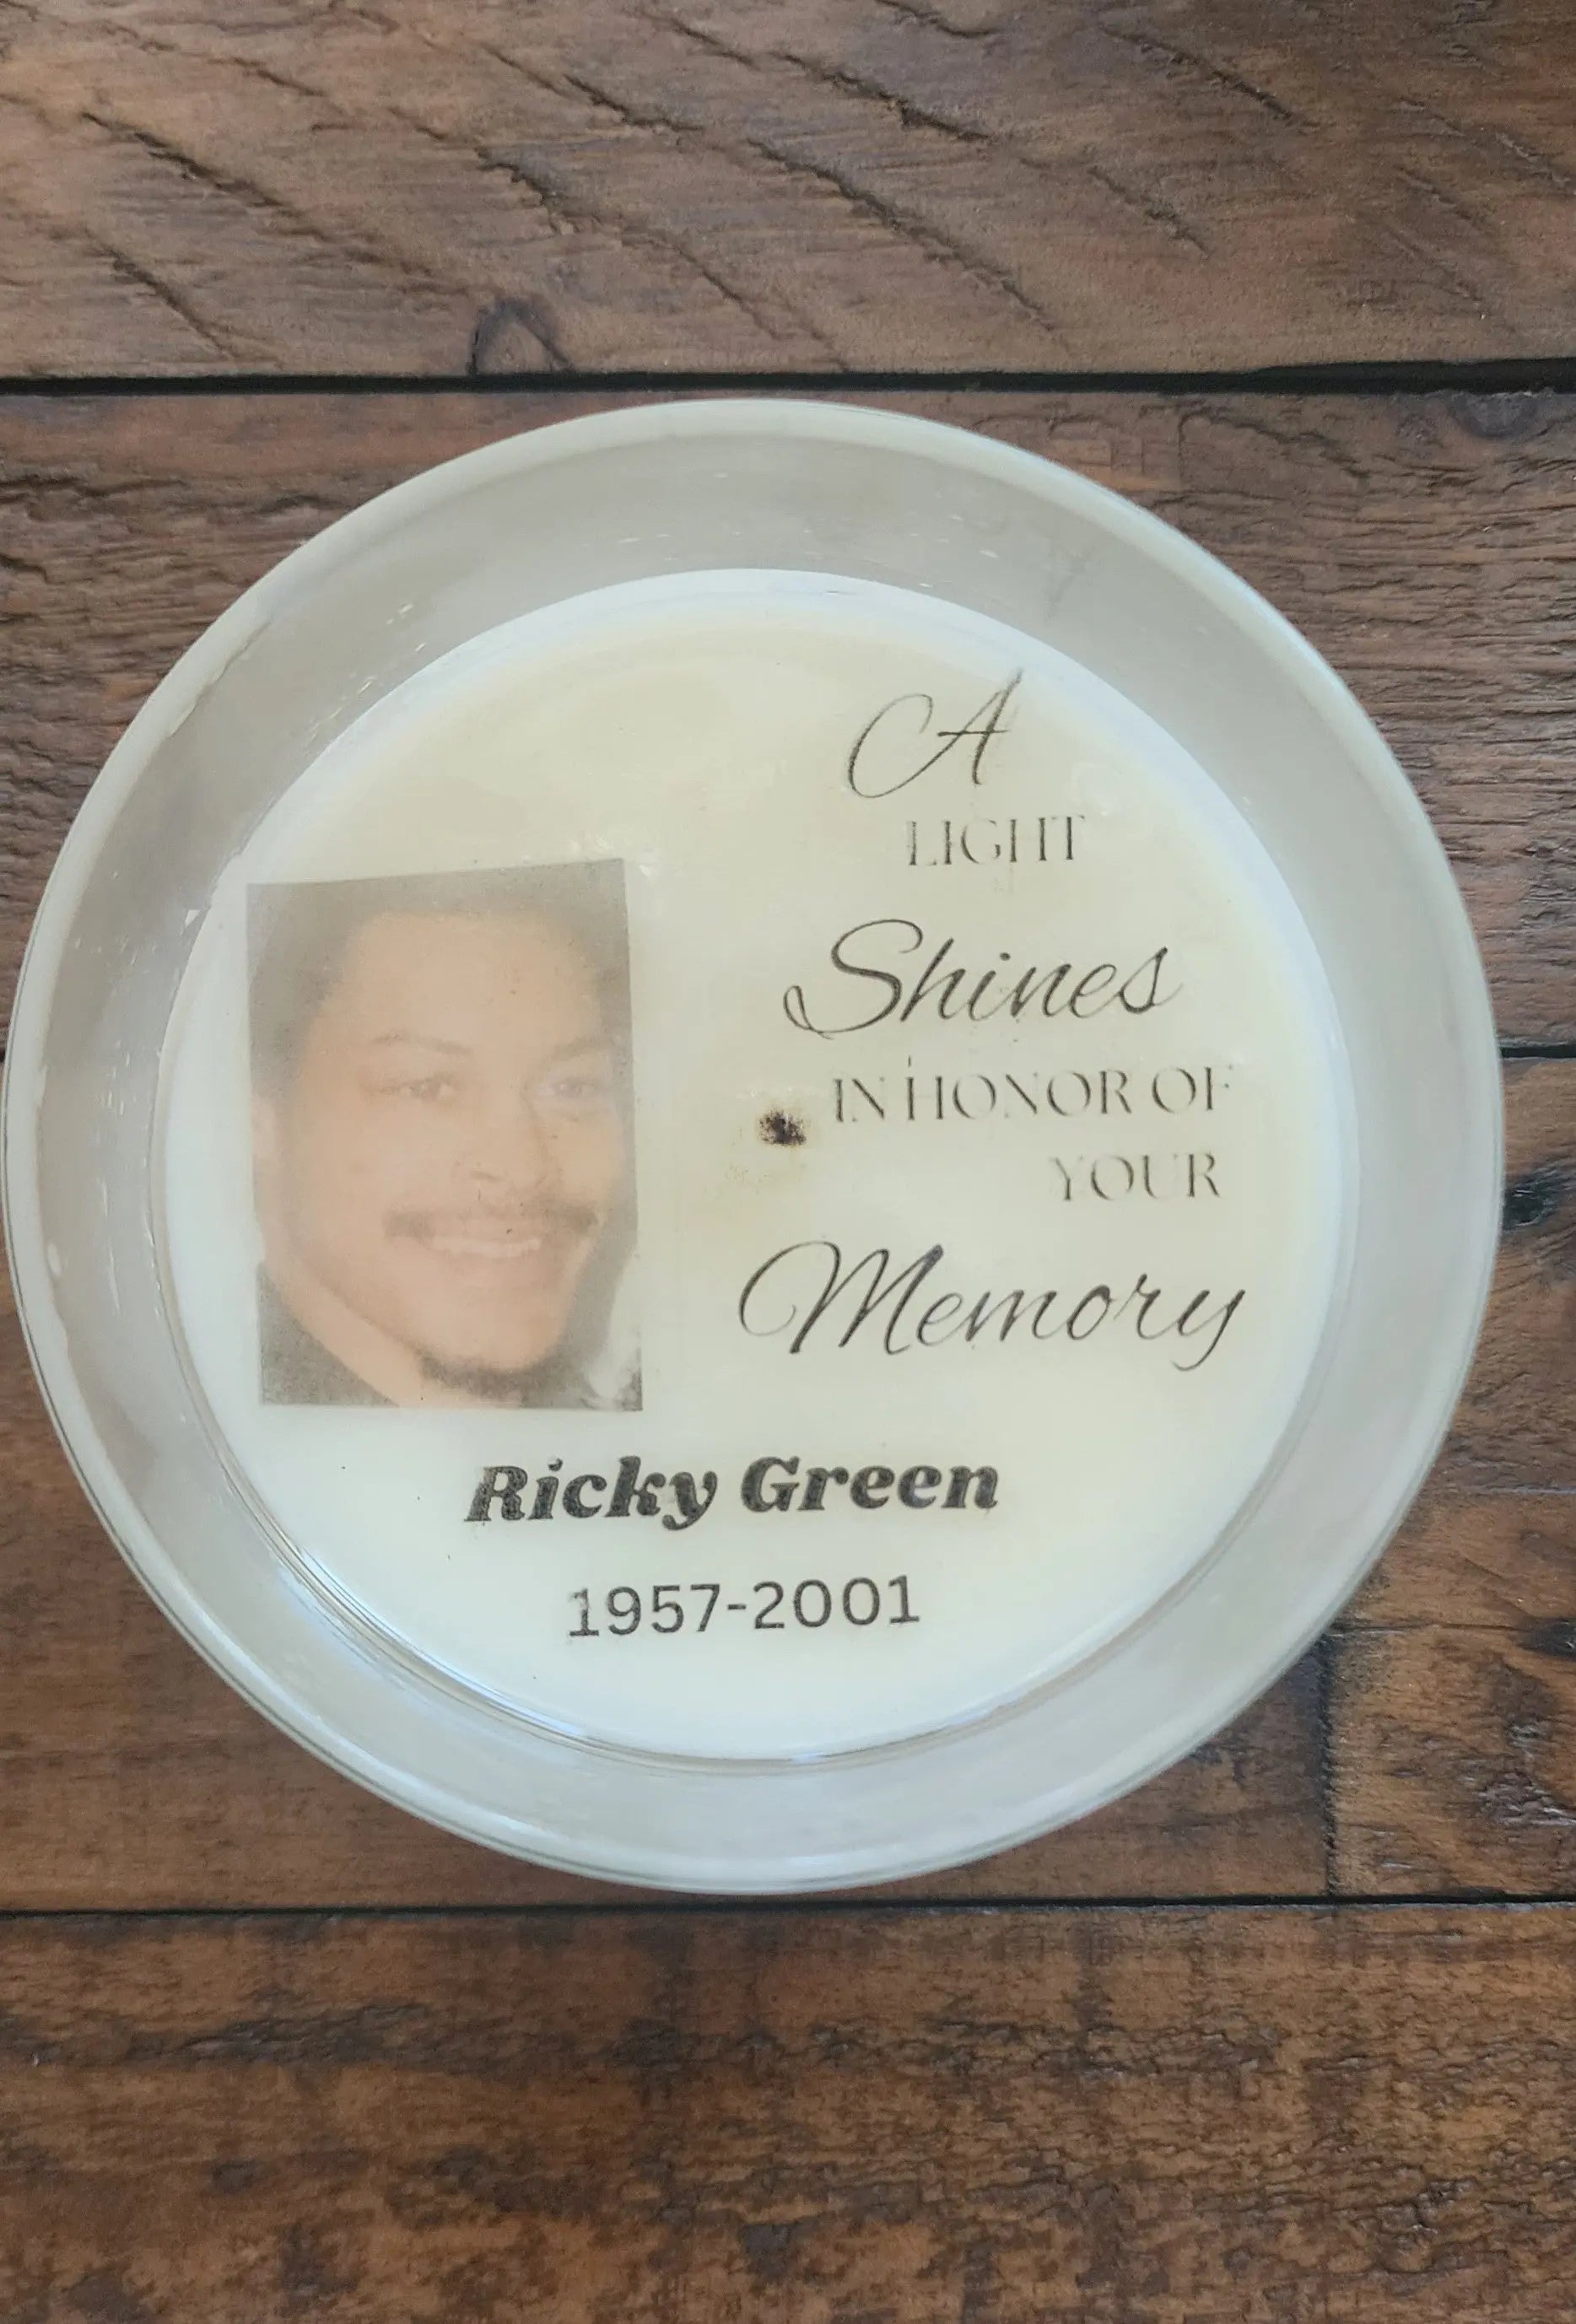 A
LIGHT
Shines
IN HONOR OF
YOUR
Memory
Ricky Green
1957-2001